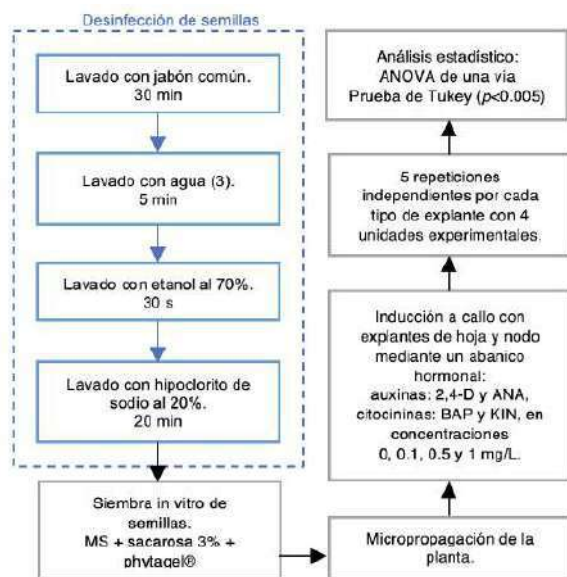 Desinfección de semillas
Lavado con jabón común.
30 min
Lavado con agua (3).
5 min
Lavado con etanol al 70%.
30 s
Lavado con hipoclorito de
sodio al 20%.
20 min
Siembra in vitro de
semillas.
MS + sacarosa 3% +
phytagel®
Micropropagación de la
planta.
Inducción a callo con
explantes de hoja y nodo
mediante un abanico
hormonal:
auxinas: 2,4-D y ANA,
citocininas: BAP y KIN, en
concentraciones
0, 0.1, 0.5 y 1 mg/L.
5 repeticiones
independientes por cada
tipo de explante con 4
unidades experimentales.
Análisis estadístico:
ANOVA de una via
Prueba de Tukey (p<0.005)